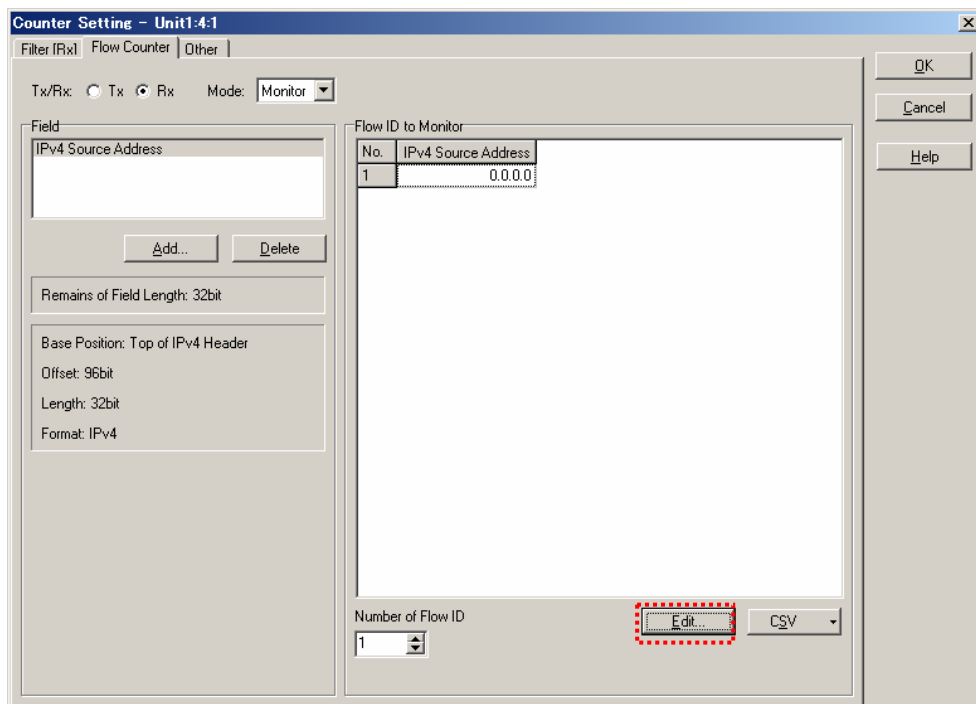 Counter Setting - Unit1:4:1
Filter [Rx] Flow Counter Other
Tx/Rx: Tx Rx Mode: Monitor
Field
IPv4 Source Address
Add... Delete
Remains of Field Length: 32bit
Base Position: Top of IPv4 Header
Offset: 96bit
Length: 32bit
Format: IPv4
Flow ID to Monitor
No. IPv4 Source Address
1 0.0.0.0
Number of Flow ID
1
Edit... CSV
OK
Cancel
Help